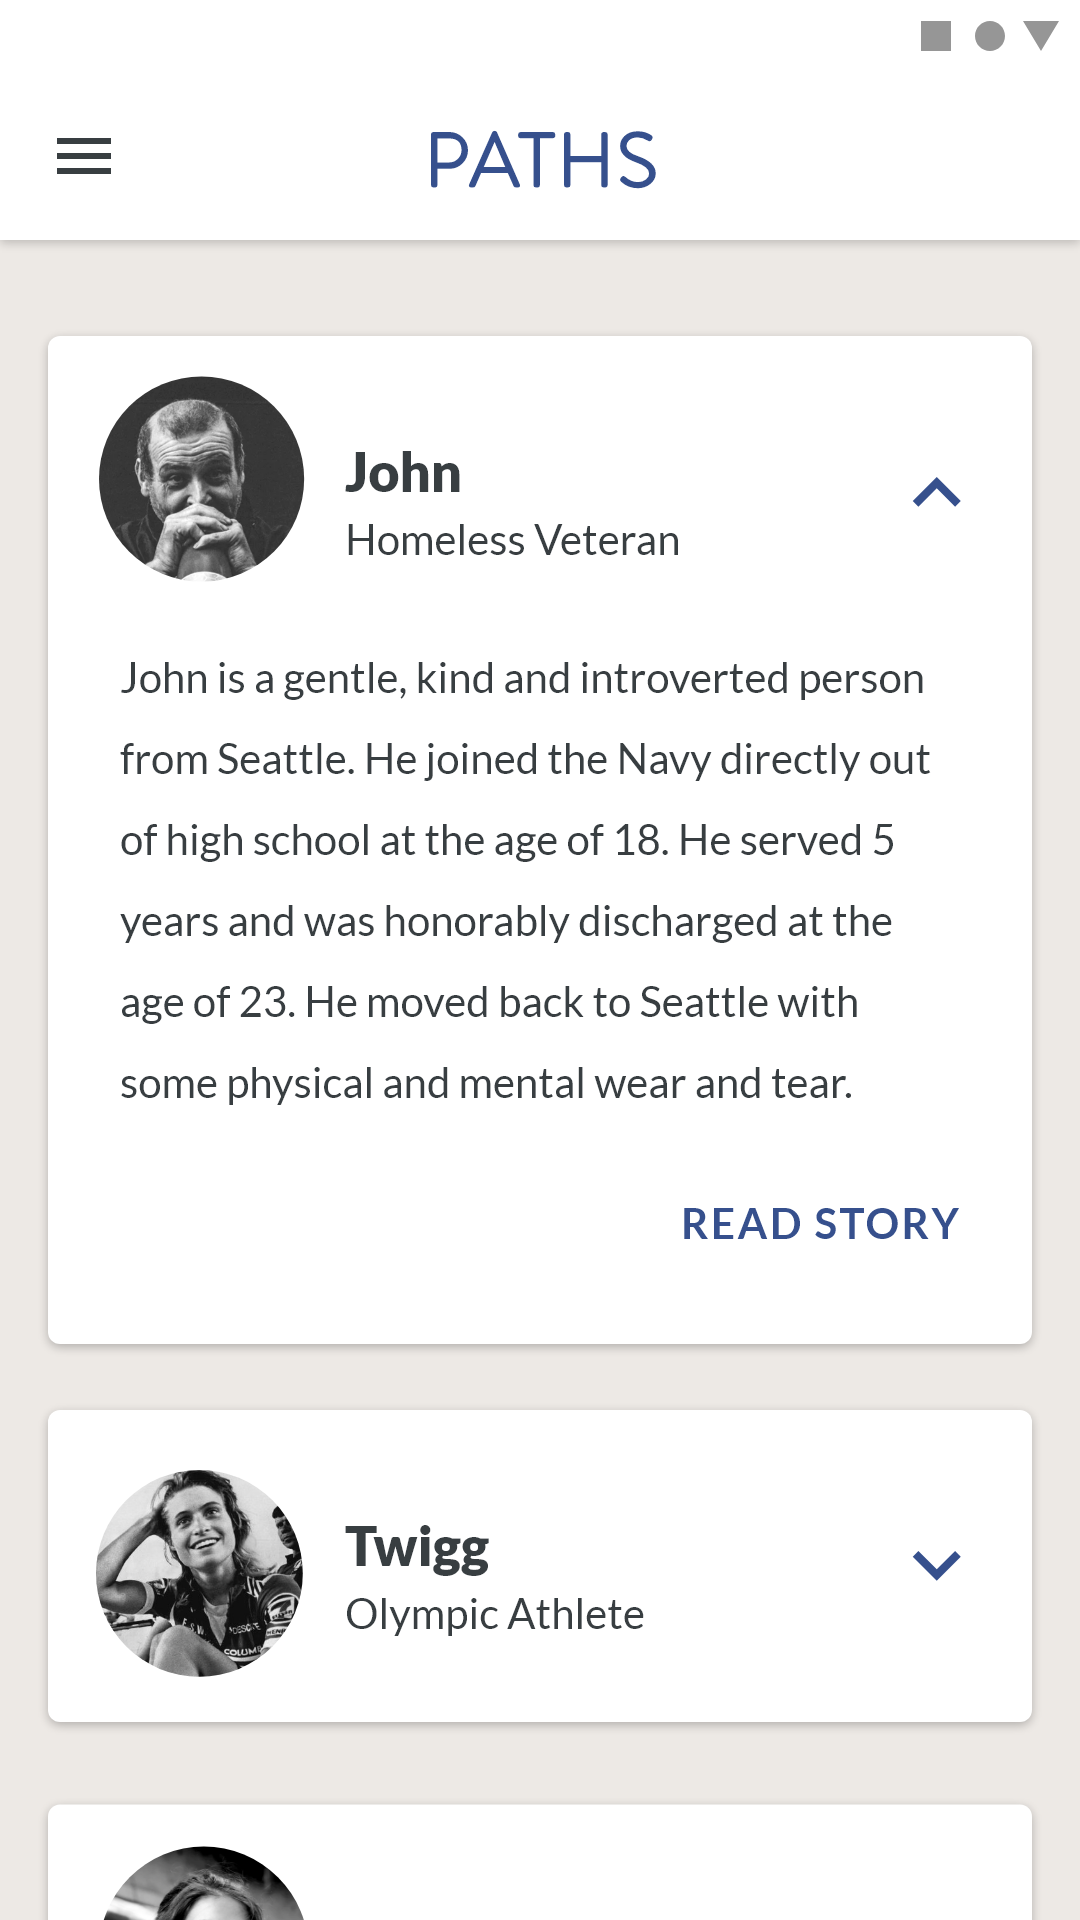 PATHS
John
Homeless Veteran
John is a gentle, kind and introverted person
from Seattle. He joined the Navy directly out
of high school at the age of 18. He served 5
years and was honorably discharged at the
age of 23. He moved back to Seattle with
some physical and mental wear and tear.
READ STORY
Twigg
Olympic Athlete
COLUM